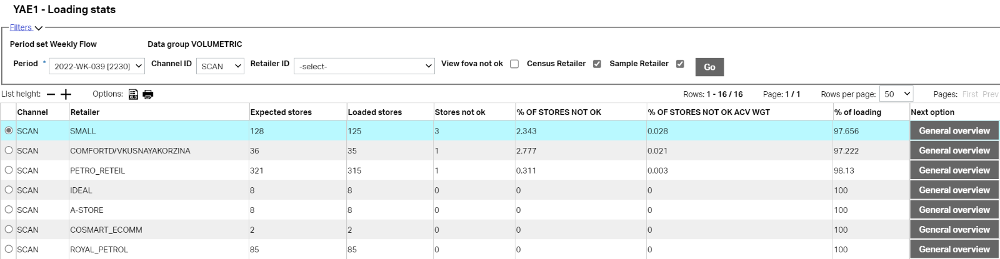 YAE1 - Loading stats
Filters
Period set Weekly Flow Data group VOLUMETRIC
Period * 2022-WK-039 [2230] Channel ID SCAN Retailer ID -select- View fova not ok Census Retailer Sample Retailer Go
List height: Options: XLS Rows: 1 - 16 / 16 Page: 1 / 1 Rows per page: 50 Pages: First Prev
Channel Retailer Expected stores Loaded stores Stores not ok % OF STORES NOT OK % OF STORES NOT OK ACV WGT % of loading Next option
SCAN SMALL 128 125 3 2.343 0.028 97.656 General overview
SCAN COMFORTD/VKUSNAYAKORZINA 36 35 1 2.777 0.021 97.222 General overview
SCAN PETRO_RETEIL 321 315 1 0.311 0.003 98.13 General overview
SCAN IDEAL 8 8 0 0 0 100 General overview
SCAN A-STORE 8 8 0 0 0 100 General overview
SCAN COSMART_ECOMM 2 2 0 0 0 100 General overview
SCAN ROYAL_PETROL 85 85 0 0 0 100 General overview